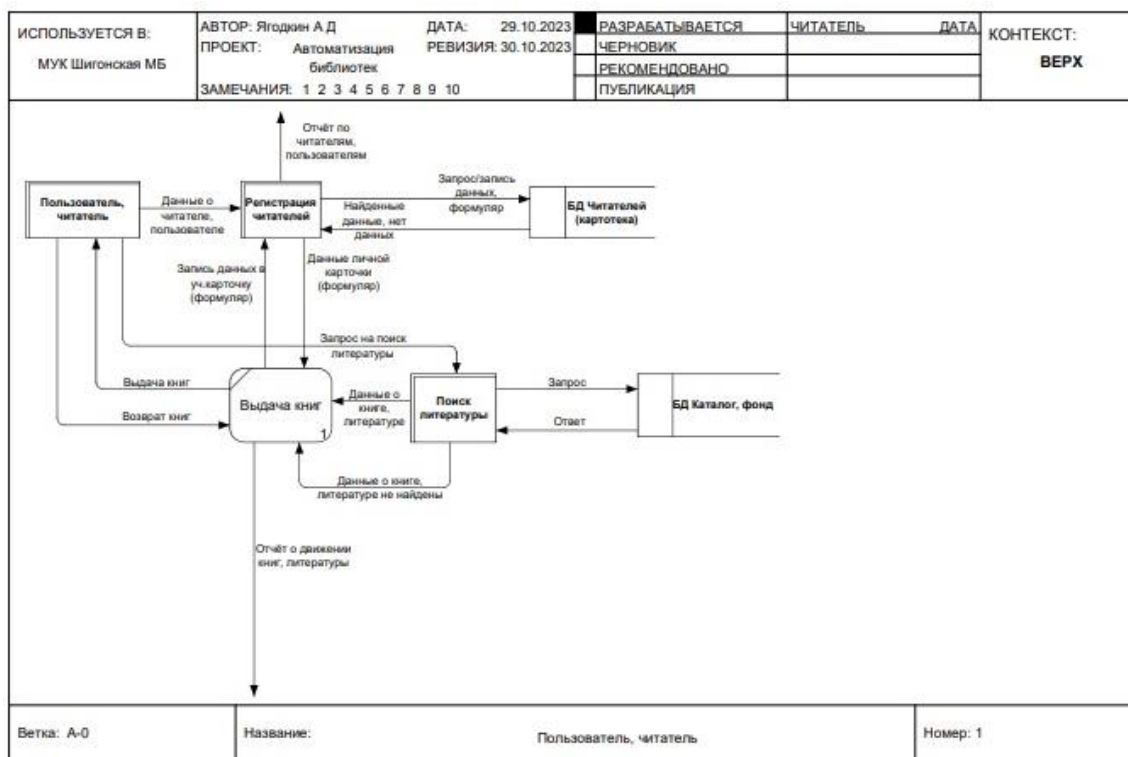 ИСПОЛЬЗУЕТСЯ В:
МУК Шигонская МБ
АВТОР: Ягодкин А Д
ДАТА: 29.10.2023
ПРОЕКТ: Автоматизация
библиотек
РЕВИЗИЯ: 30.10.2023
ЗАМЕЧАНИЯ: 1 2 3 4 5 6 7 8 9 10
РАЗРАБАТЫВАЕТСЯ
ЧЕРНОВИК
РЕКОМЕНДОВАНО
ПУБЛИКАЦИЯ
ЧИТАТЕЛЬ
ДАТА
КОНТЕКСТ:
ВЕРХ
Отчёт по
читателям,
пользователям
Пользователь,
читатель
Данные о
читателе,
пользователе
Регистрация
читателей
Запрос/запись
данных,
формуляр
Найденные
данные, нет
данных
БД Читателей
(картотека)
Запись данных в
уч.карточку
(формуляр)
Данные личной
карточки
(формуляр)
Запрос на поиск
литературы
Выдача книг
Возврат книг
Выдача книг
1
Данные о
книге,
литературе
Поиск
литературы
Запрос
Ответ
БД Каталог, фонд
Данные о книге,
литературе не найдены
Отчёт о движении
книг, литературы
Ветка: А-0
Название:
Пользователь, читатель
Номер: 1